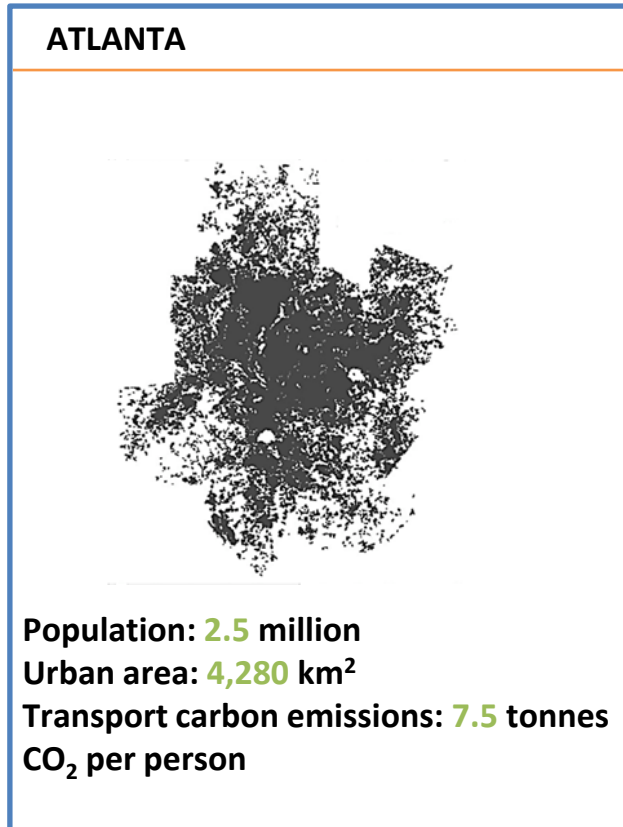 ATLANTA
Population: 2.5 million
Urban area: 4,280 km²
Transport carbon emissions: 7.5 tonnes
CO₂ per person